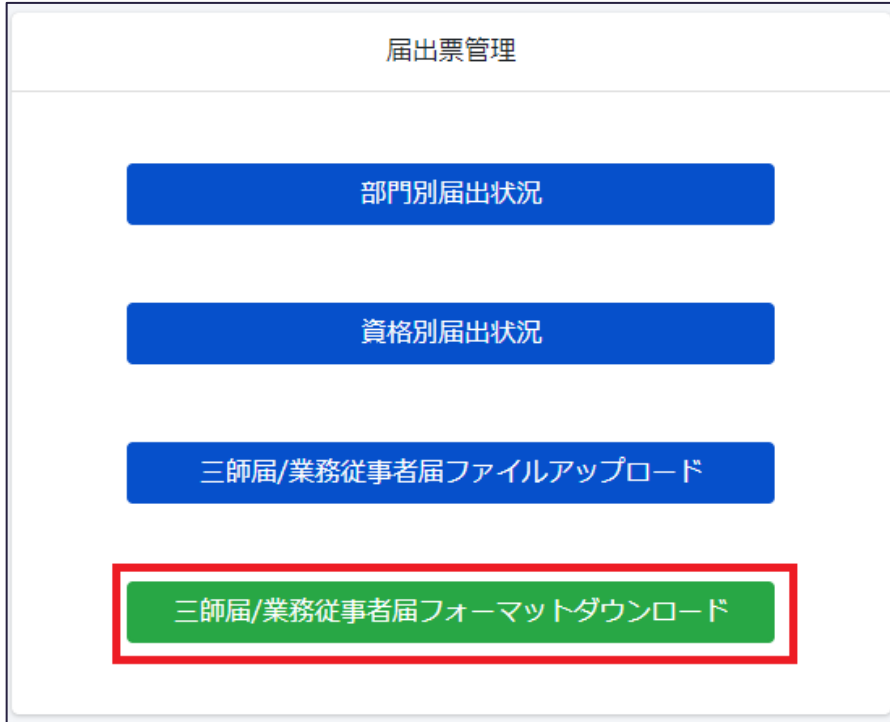 届出票管理
部門別届出状況
資格別届出状況
三師届/業務従事者届ファイルアップロード
三師届/業務従事者届フォーマットダウンロード